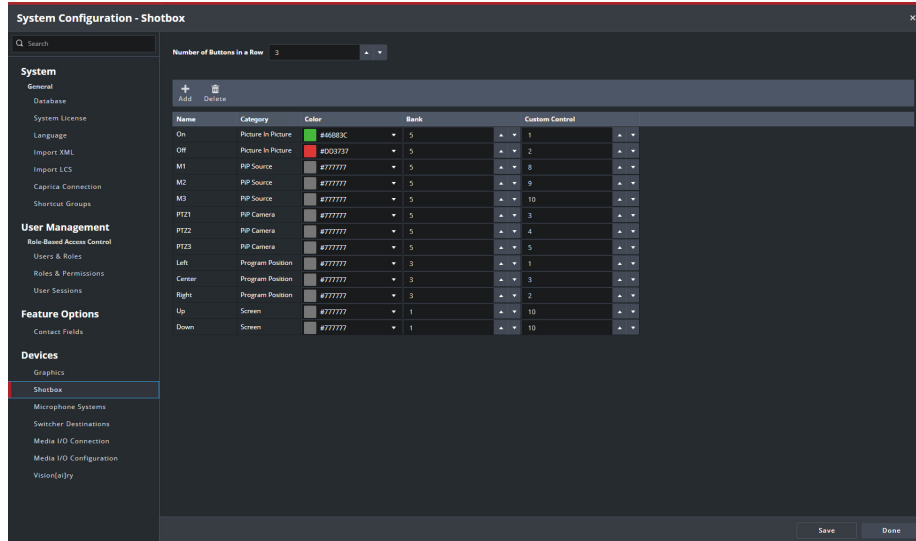 System Configuration - Shotbox
×
Search
Number of Buttons in a Row 3
System
General
Database
System License
Language
Import XML
Import LCS
Caprica Connection
Shortcut Groups
User Management
Role-Based Access Control
Users & Roles
Roles & Permissions
User Sessions
Feature Options
Contact Fields
Devices
Graphics
Shotbox
Microphone Systems
Switcher Destinations
Media I/O Connection
Media I/O Configuration
Vision[ai]ry
Add Delete
Name Category Color Bank Custom Control
On Picture In Picture #46B83C 5 1
Off Picture In Picture #DD3737 5 2
M1 PiP Source #777777 5 8
M2 PiP Source #777777 5 9
M3 PiP Source #777777 5 10
PTZ1 PiP Camera #777777 5 3
PTZ2 PiP Camera #777777 5 4
PTZ3 PiP Camera #777777 5 5
Left Program Position #777777 3 1
Center Program Position #777777 3 3
Right Program Position #777777 3 2
Up Screen #777777 1 10
Down Screen #777777 1 10
Save Done